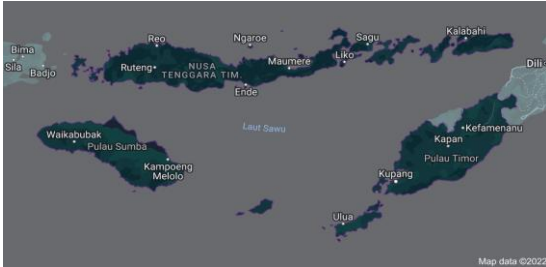 Kalabahi
Reo
Ngaroe
Sagu
Bima
Liko
Sila
Badjo
Ruteng
NUSA
TENGGARA TIM.
Maumere
Dili
Ende
Laut Sawu
Kefamenanu
Waikabubak
Pulau Sumba
Kapan
Pulau Timor
Kampoeng
Melolo
Kupang
Ulua
Map data ©2022